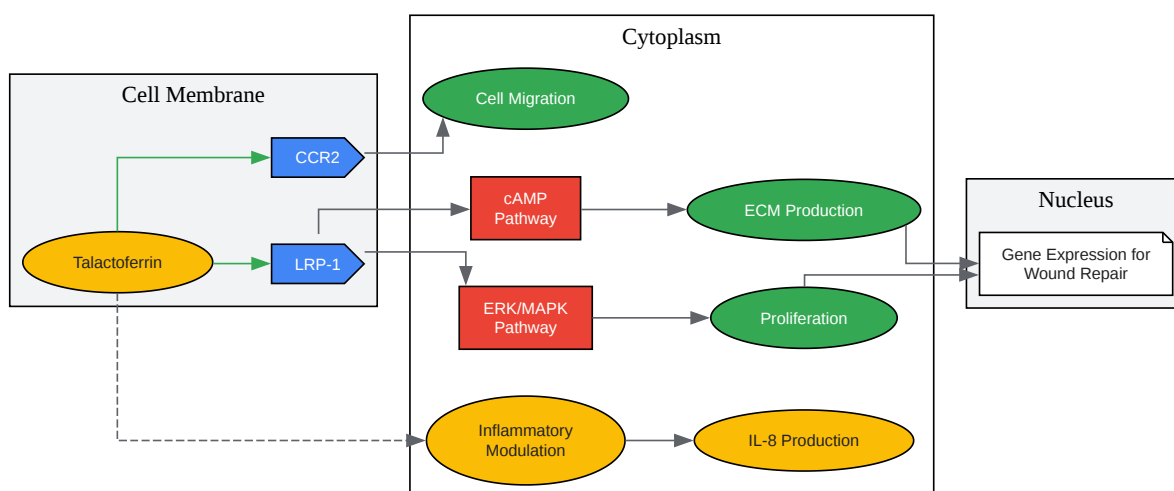 Cytoplasm
Cell Membrane
Cell Migration
CCR2
cAMP
Pathway
ECM Production
Nucleus
Talactoferrin
LRP-1
Gene Expression for
Wound Repair
ERK/MAPK
Pathway
Proliferation
Inflammatory
Modulation
IL-8 Production